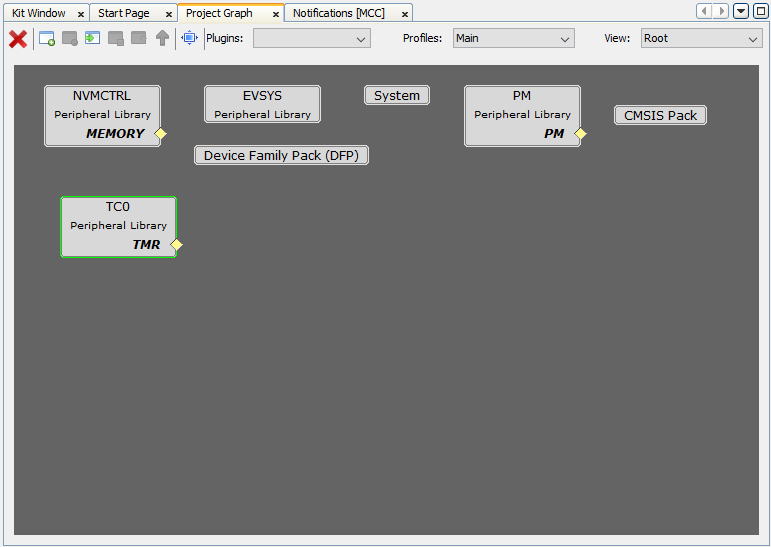 Kit Window x Start Page x Project Graph x Notifications [MCC] x
Plugins: Profiles: Main View: Root
NVMCTRL
Peripheral Library
MEMORY
EVSYS
Peripheral Library
System
PM
Peripheral Library
PM
CMSIS Pack
Device Family Pack (DFP)
TC0
Peripheral Library
TMR